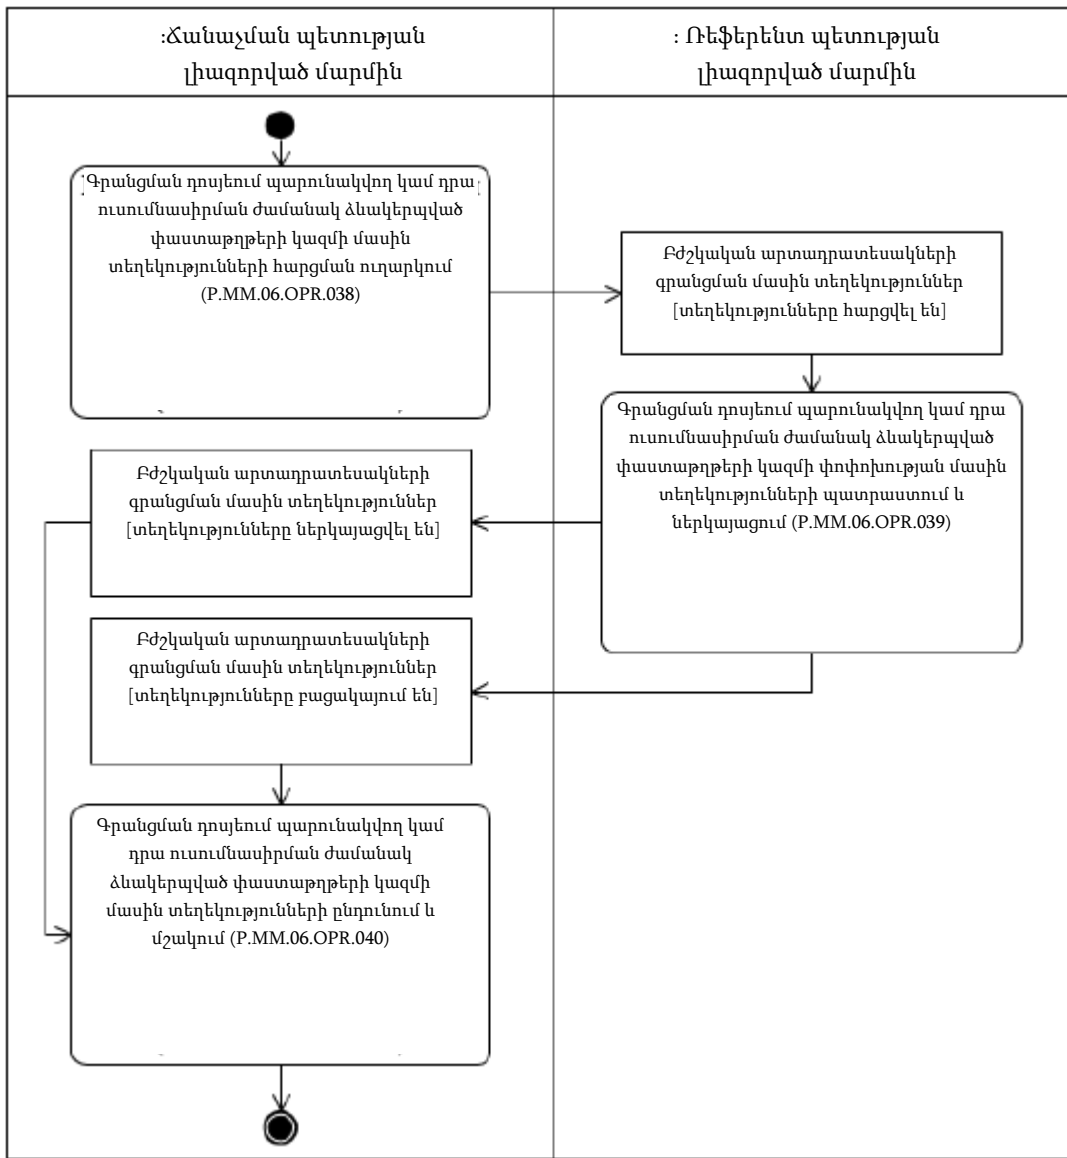 :Ճանաչման պետության
լիազորված մարմին
: Ռեֆերենտ պետության
լիազորված մարմին
Գրանցման դոսյեում պարունակվող կամ դրա
ուսումնասիրման ժամանակ ձևակերպված
փաստաթղթերի կազմի մասին
տեղեկությունների հարցման ուղարկում
(P.MM.06.OPR.038)
Բժշկական արտադրատեսակների
գրանցման մասին տեղեկություններ
[տեղեկությունները հարցվել են]
Գրանցման դոսյեում պարունակվող կամ դրա
ուսումնասիրման ժամանակ ձևակերպված
փաստաթղթերի կազմի փոփոխության մասին
տեղեկությունների պատրաստում և
ներկայացում (P.MM.06.OPR.039)
Բժշկական արտադրատեսակների
գրանցման մասին տեղեկություններ
[տեղեկությունները ներկայացվել են]
Բժշկական արտադրատեսակների
գրանցման մասին տեղեկություններ
[տեղեկությունները բացակայում են]
Գրանցման դոսյեում պարունակվող կամ
դրա ուսումնասիրման ժամանակ
ձևակերպված փաստաթղթերի կազմի
մասին տեղեկությունների ընդունում և
մշակում (P.MM.06.OPR.040)